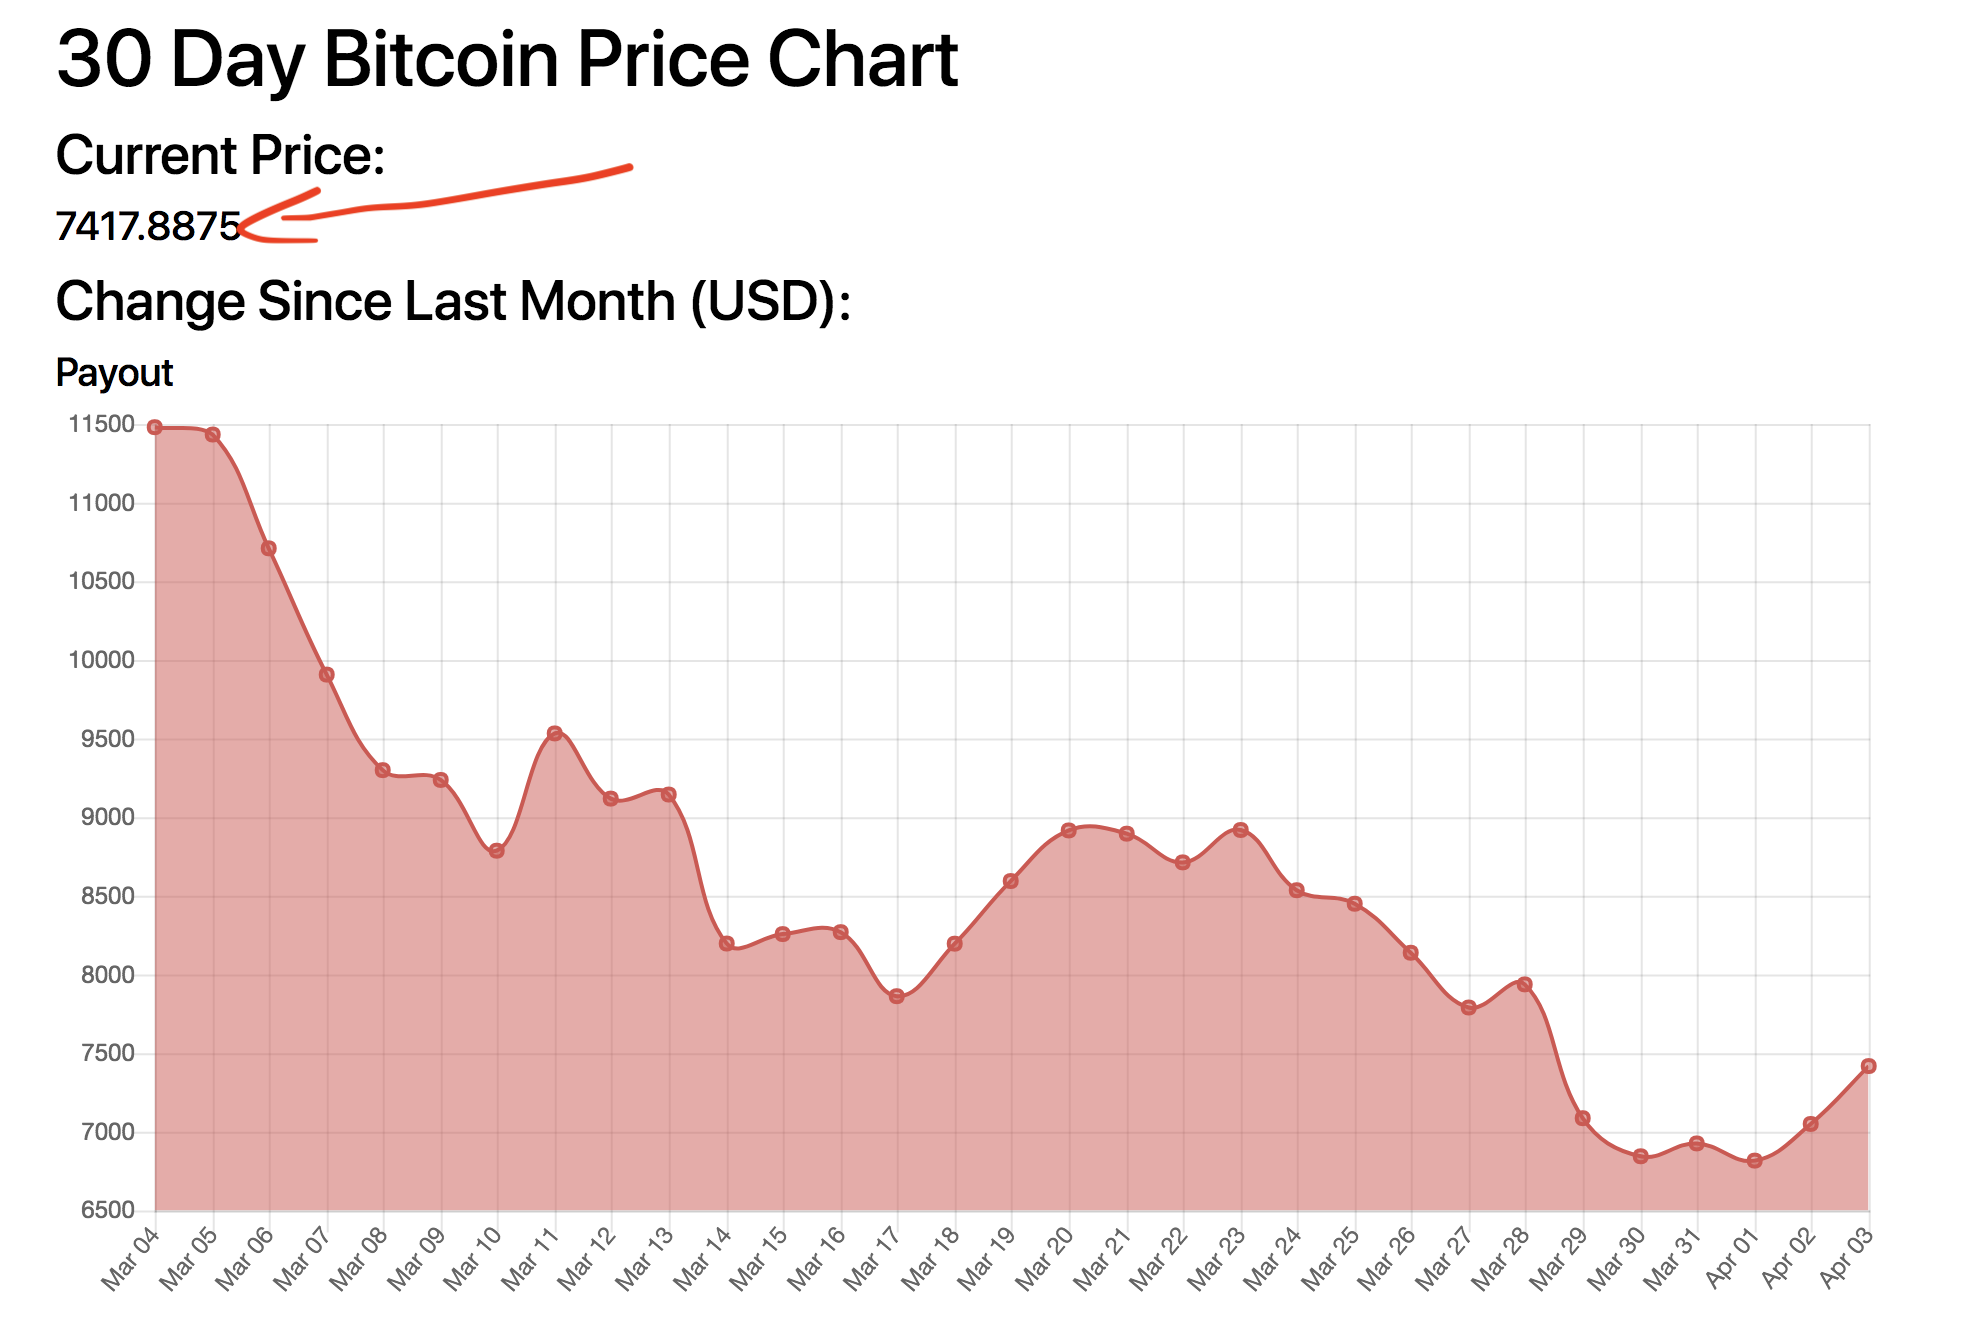 30 Day Bitcoin Price Chart
Current Price:
7417.8875
Change Since Last Month (USD):
Payout
11500
11000
10500
10000
9500
9000
8500
8000
7500
7000
6500
Mar 04
Mar 05
Mar 06
Mar 07
Mar 08
Mar 09
Mar 10
Mar 11
Mar 12
Mar 13
Mar 14
Mar 15
Mar 16
Mar 17
Mar 18
Mar 19
Mar 20
Mar 21
Mar 22
Mar 23
Mar 24
Mar 25
Mar 26
Mar 27
Mar 28
Mar 29
Mar 30
Mar 31
Apr 01
Apr 02
Apr 03